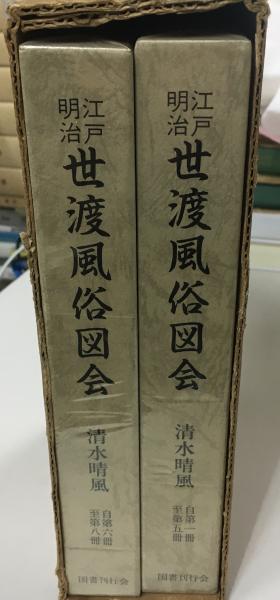 江戸
明治
世渡風俗図会
清水晴風
自第一冊
至第五冊
国書刊行会
江戸
明治
世渡風俗図会
清水晴風
自第六冊
至第八冊
国書刊行会